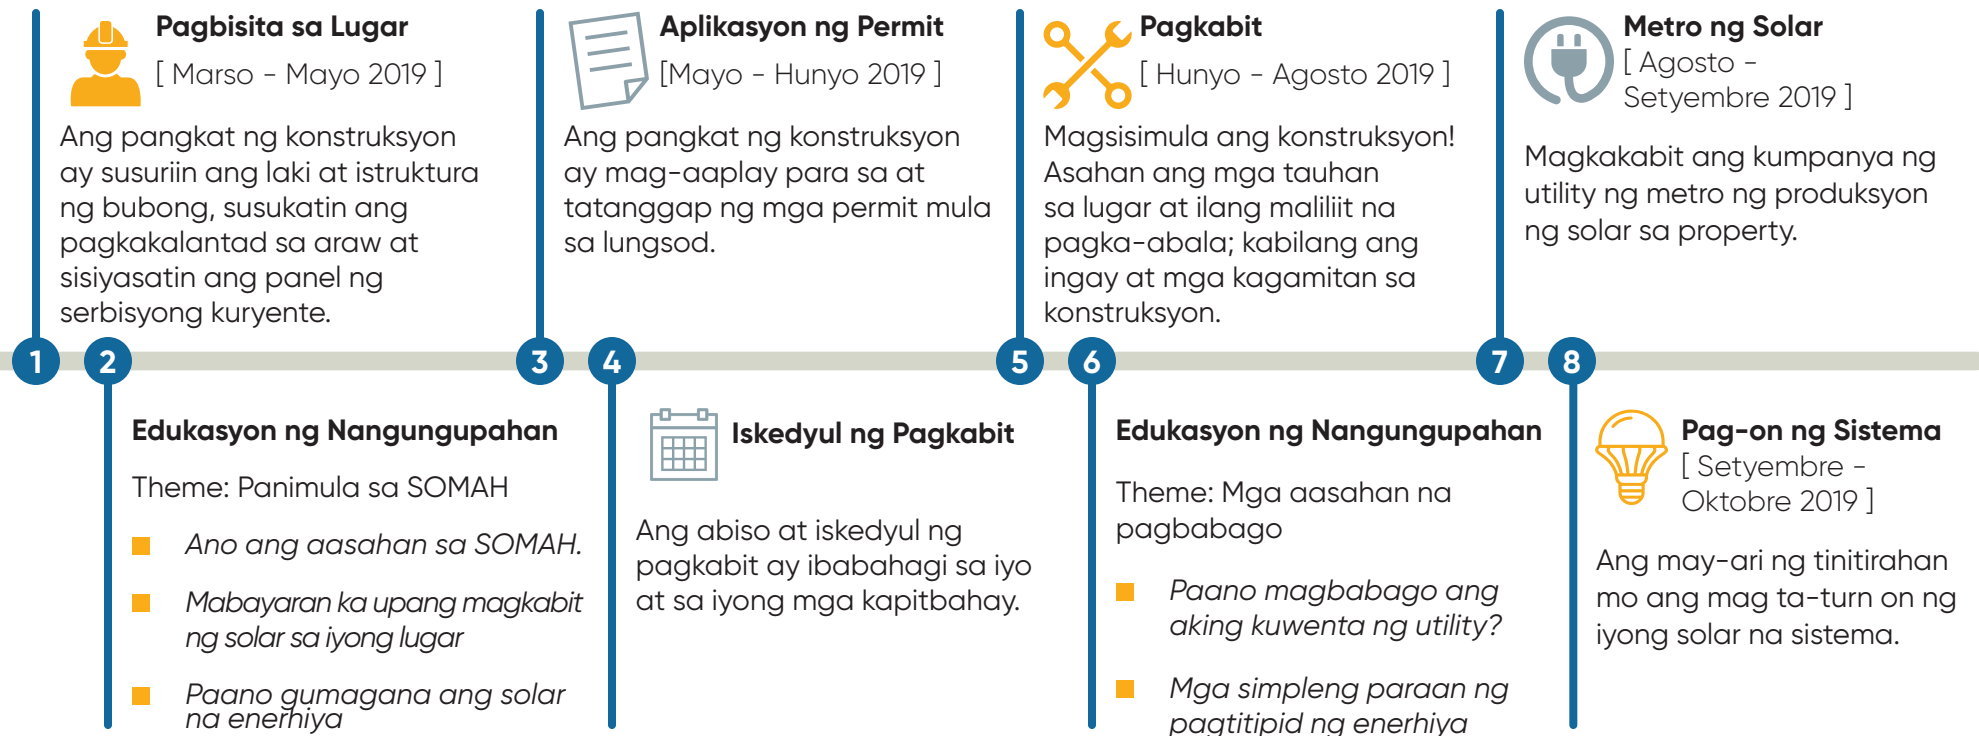 Pagbisita sa Lugar
[ Marso - Mayo 2019 ]
Ang pangkat ng konstruksyon
ay susuriin ang laki at istruktura
ng bubong, susukatin ang
pagkakalantad sa araw at
sisiyasatin ang panel ng
serbisyong kuryente.
Aplikasyon ng Permit
[Mayo - Hunyo 2019 ]
Ang pangkat ng konstruksyon
ay mag-aaplay para sa at
tatanggap ng mga permit mula
sa lungsod.
Pagkabit
[ Hunyo - Agosto 2019 ]
Magsisimula ang konstruksyon!
Asahan ang mga tauhan
sa lugar at ilang maliliit na
pagka-abala; kabilang ang
ingay at mga kagamitan sa
konstruksyon.
Metro ng Solar
[ Agosto -
Setyembre 2019 ]
Magkakabit ang kumpanya ng
utility ng metro ng produksyon
ng solar sa property.
1
2
3
4
5
6
7
8
Edukasyon ng Nangungupahan
Theme: Panimula sa SOMAH
Ano ang aasahan sa SOMAH.
Mabayaran ka upang magkabit
ng solar sa iyong lugar
Paano gumagana ang solar
na enerhiya
Iskedyul ng Pagkabit
Ang abiso at iskedyul ng
pagkabit ay ibabahagi sa iyo
at sa iyong mga kapitbahay.
Edukasyon ng Nangungupahan
Theme: Mga aasahan na
pagbabago
Paano magbabago ang
aking kuwenta ng utility?
Mga simpleng paraan ng
pagtitipid ng enerhiya
Pag-on ng Sistema
[ Setyembre -
Oktobre 2019 ]
Ang may-ari ng tinitirahan
mo ang mag ta-turn on ng
iyong solar na sistema.